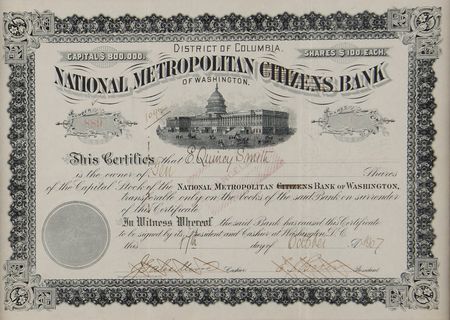 DISTRICT OF COLUMBIA.
CAPITAL $ 800,000. SHARES $ 100. EACH.
NATIONAL METROPOLITAN CITIZENS BANK
OF WASHINGTON.
889
This Certifies that E. Quincy Smith
is the owner of Ten Shares
of the Capital Stock of the NATIONAL METROPOLITAN CITIZENS BANK OF WASHINGTON,
transferable only on the books of the said Bank on surrender
of this Certificate
In Witness Whereof the said Bank has caused this Certificate
to be signed by its President and Cashier at Washington, D.C.
this 17th day of October 1907
Cashier President